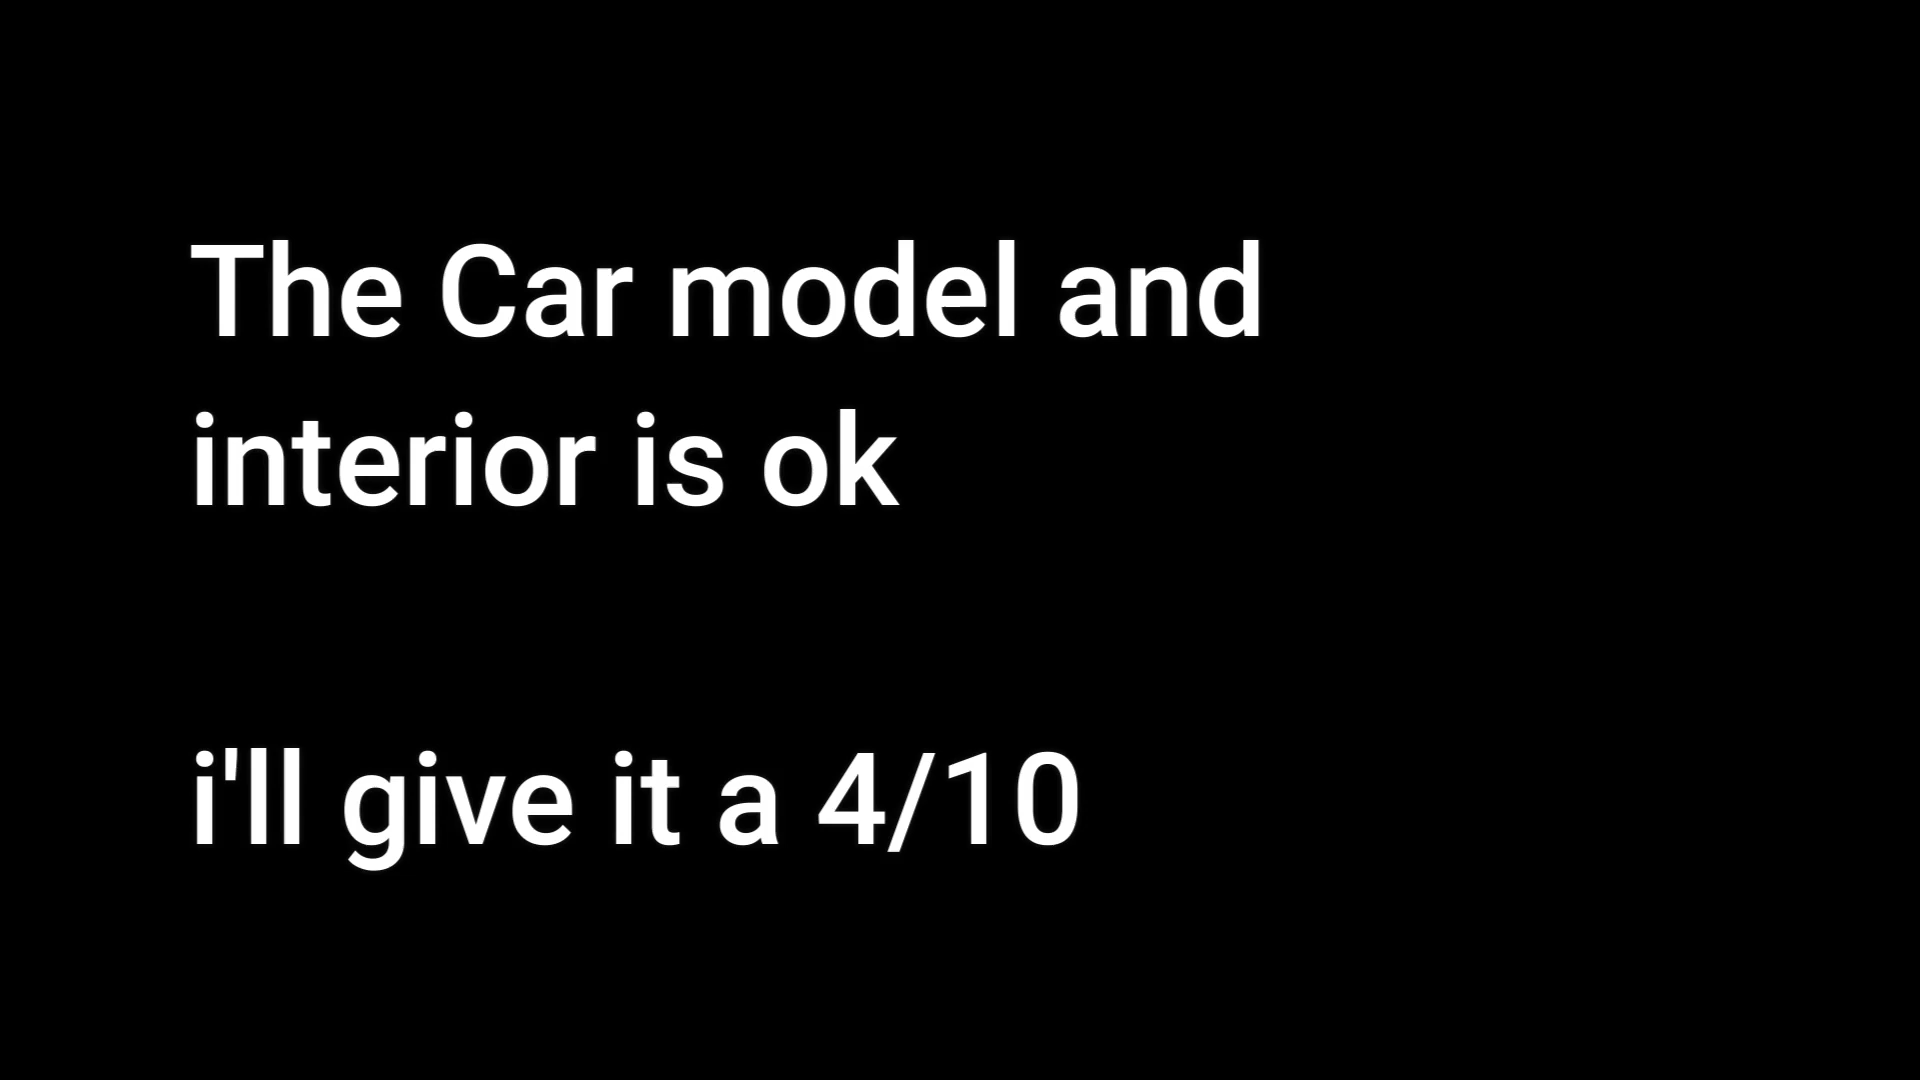 The Car model and
interior is ok
i'll give it a 4/10